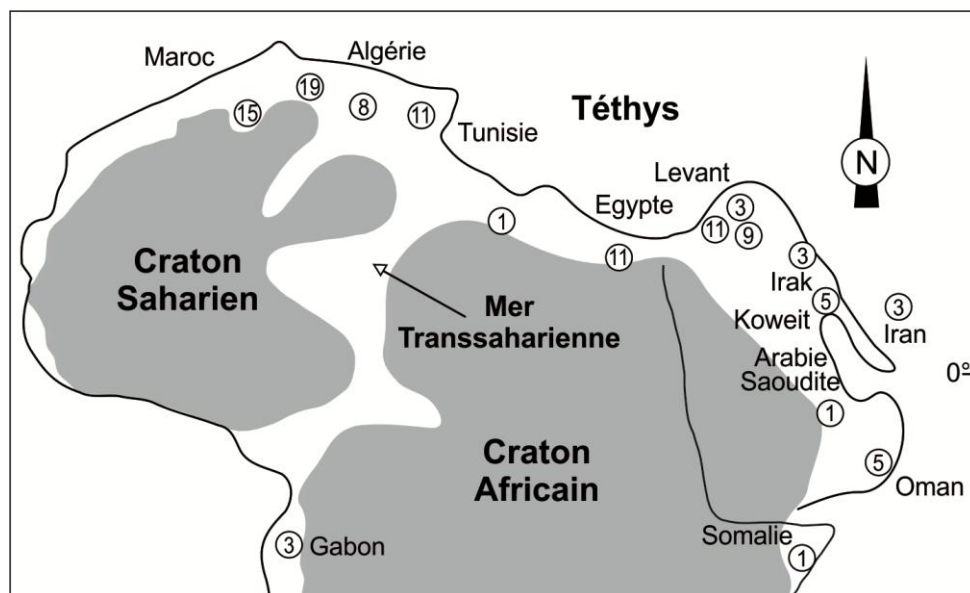 Maroc
Algérie
19
15
8
11
Tunisie
Téthys
N
Levant
Egypte
3
11
9
1
11
3
Irak
Craton
Saharien
Mer
Transsaharienne
5
Koweit
3
Iran
Arabie
Saoudite
0º
1
Craton
Africain
5
Oman
Somalie
3
Gabon
1